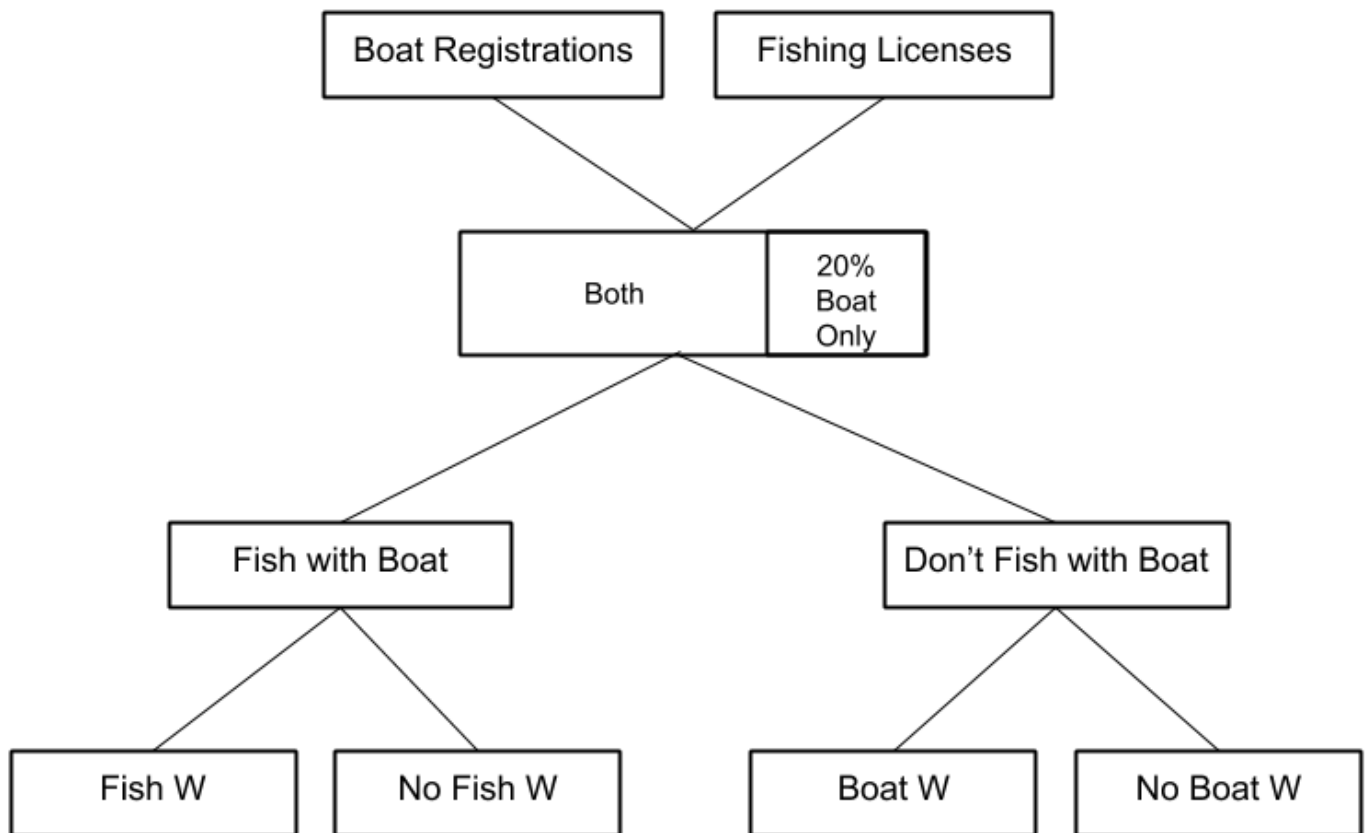 Boat Registrations
Fishing Licenses
Both
20%
Boat
Only
Fish with Boat
Don’t Fish with Boat
Fish W
No Fish W
Boat W
No Boat W